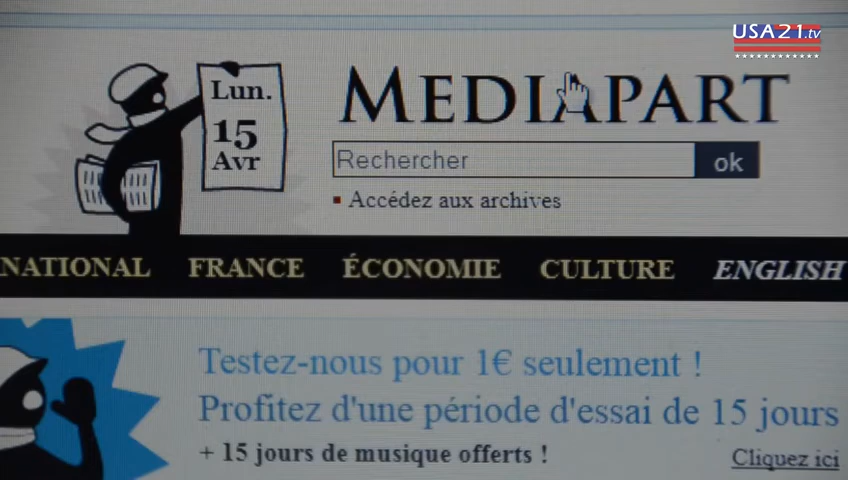 USA21.tv
Lun.
15
Avr
MEDIAPART
Rechercher
ok
Accédez aux archives
NATIONAL FRANCE ÉCONOMIE CULTURE ENGLISH
Testez-nous pour 1€ seulement !
Profitez d'une période d'essai de 15 jours
+ 15 jours de musique offerts !
Cliquez ici